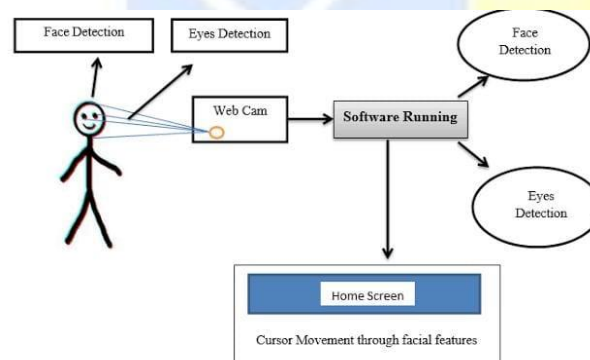 Face Detection
Eyes Detection
Web Cam
Software Running
Face
Detection
Eyes
Detection
Home Screen
Cursor Movement through facial features